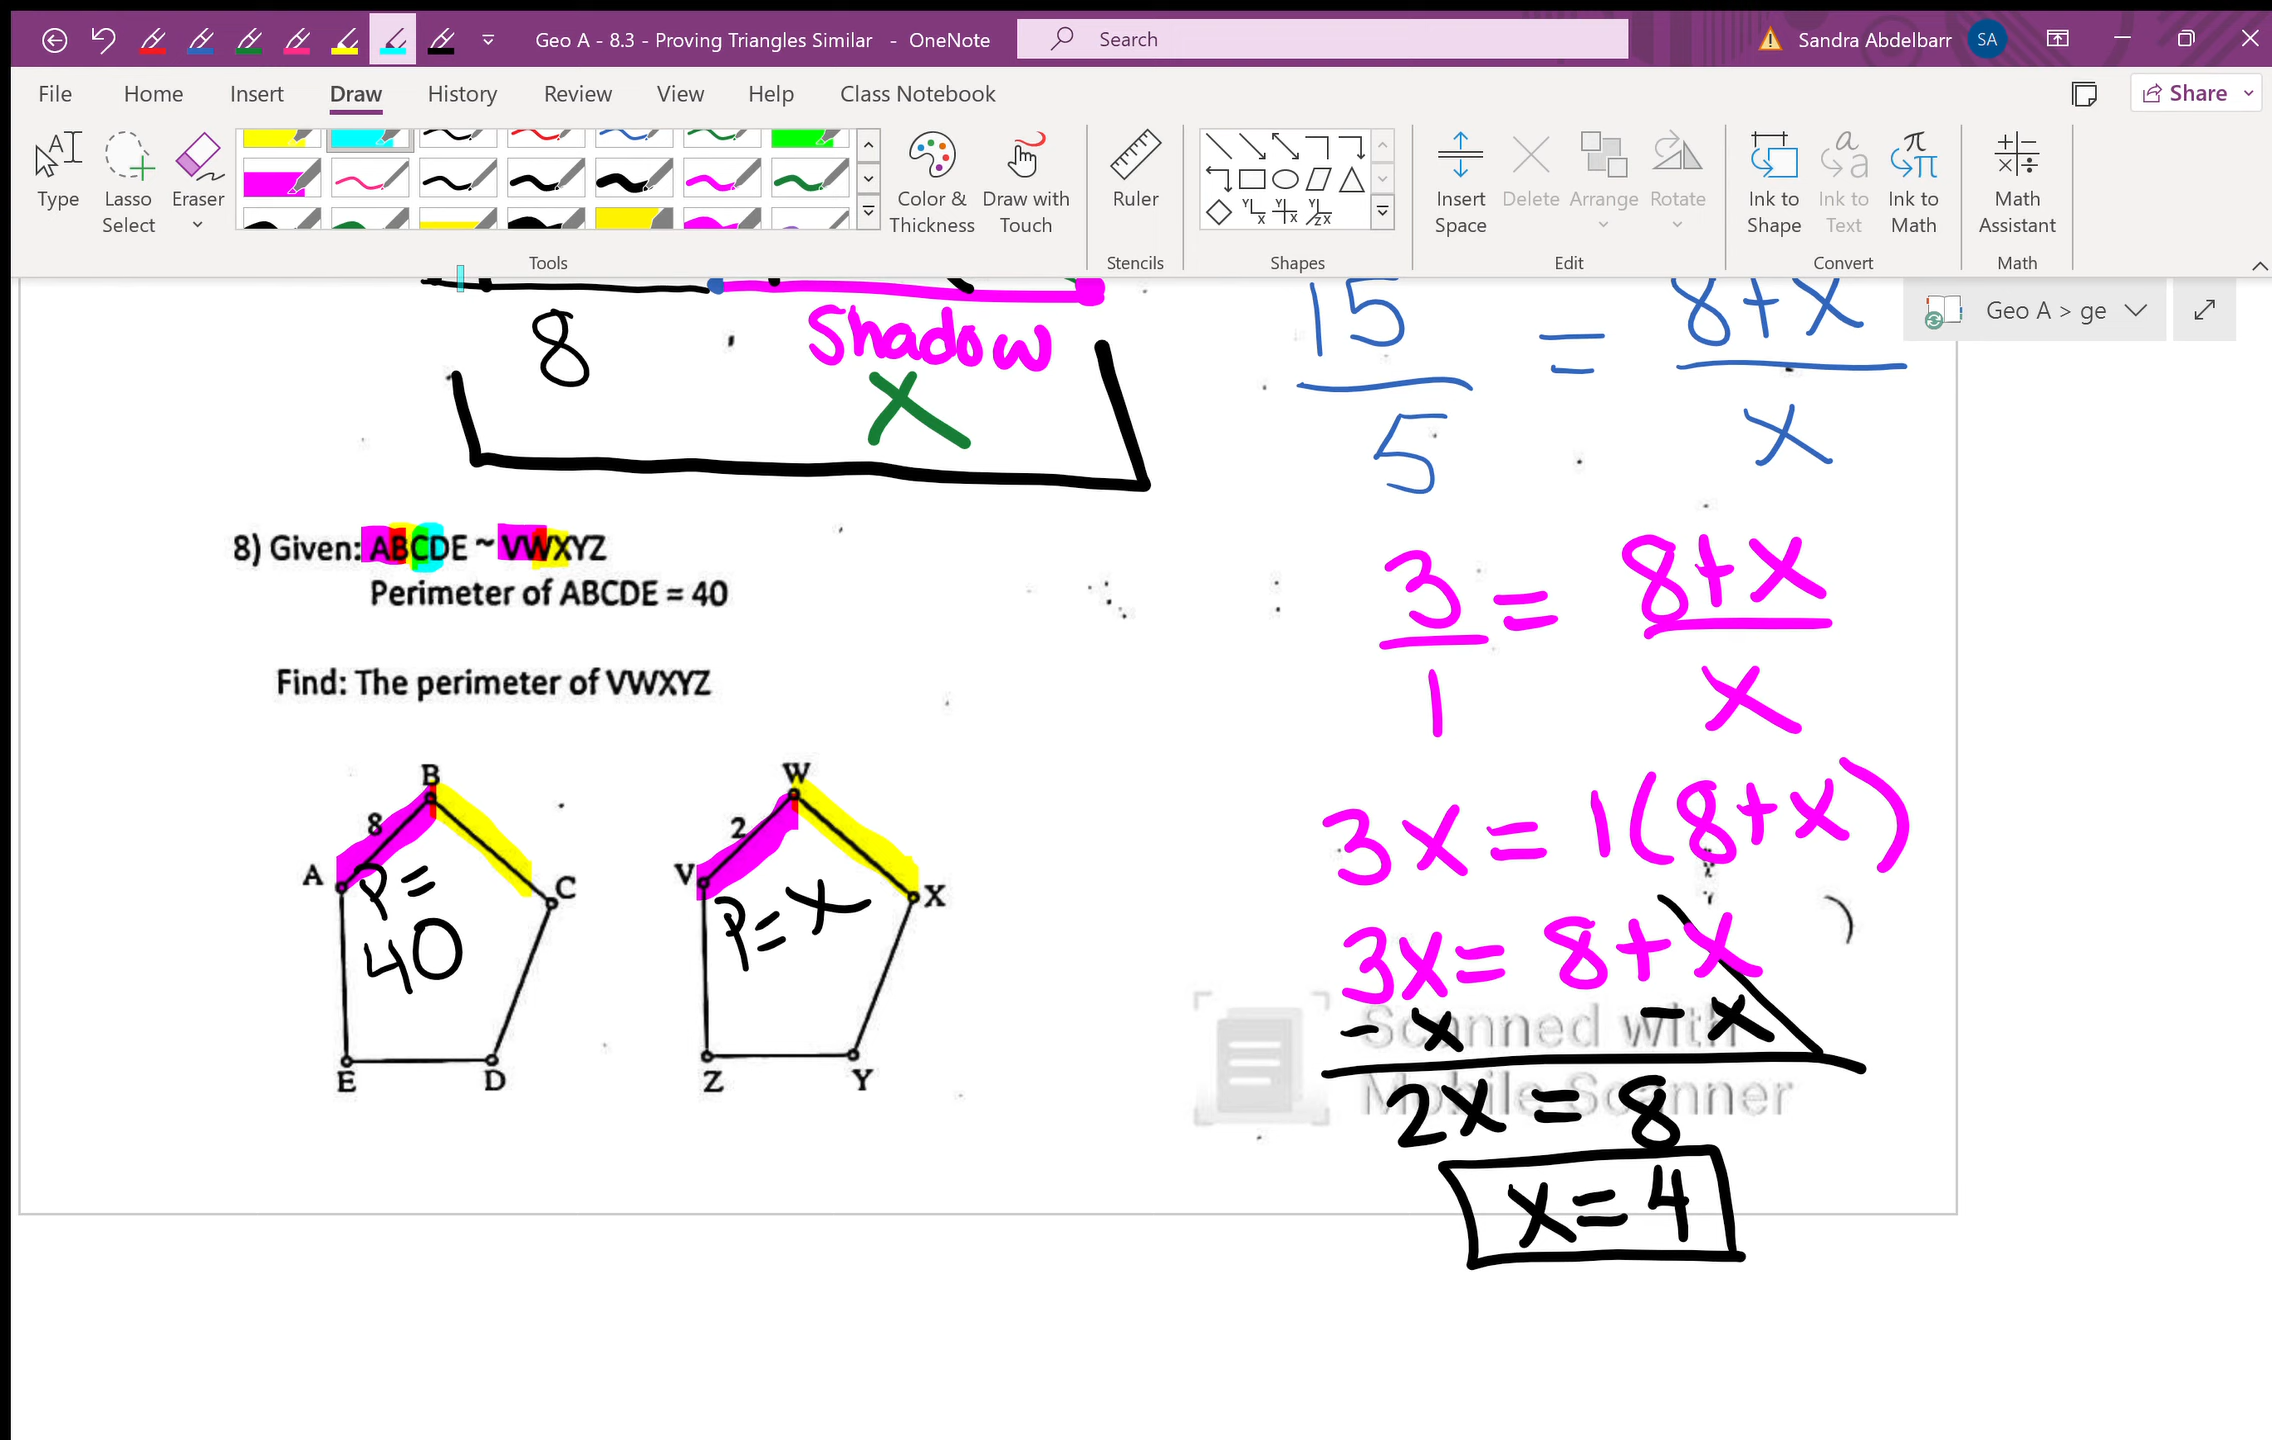 Geo A - 8.3 - Proving Triangles Similar - OneNote
Search
Sandra Abdelbarr
SA
File Home Insert Draw History Review View Help Class Notebook
Share
Type
Lasso Select
Eraser
Color & Thickness
Draw with Touch
Ruler
Insert Space
Delete
Arrange
Rotate
Ink to Shape
Ink to Text
Ink to Math
Math Assistant
Tools
Stencils
Shapes
Edit
Convert
Math
Geo A > ge
8
Shadow
X
15/5 = 8+X/X
8) Given: ABCDE ~ VWXYZ
Perimeter of ABCDE = 40
Find: The perimeter of VWXYZ
B
8
A
C
P = 40
E
D
W
2
V
X
P = X
Z
Y
3/1 = 8+X/X
3X = 1(8+X)
3X = 8+X
- X - X
2X = 8
X = 4
Scanned with
Mobile Scanner